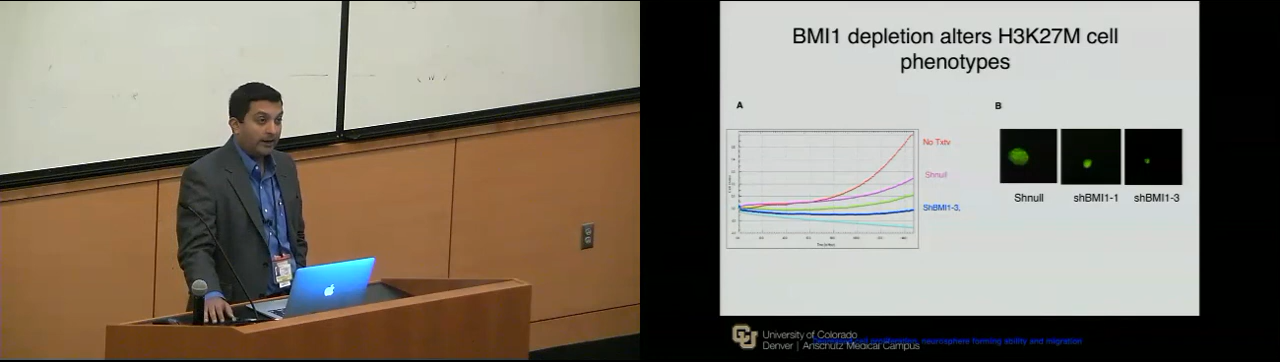 BMI1 depletion alters H3K27M cell
phenotypes
A
B
No Txtv
Shnull
ShBMI1-3,
Shnull
shBMI1-1
shBMI1-3
University of Colorado
Denver | Anschutz Medical Campus
neurosphere forming ability and migration